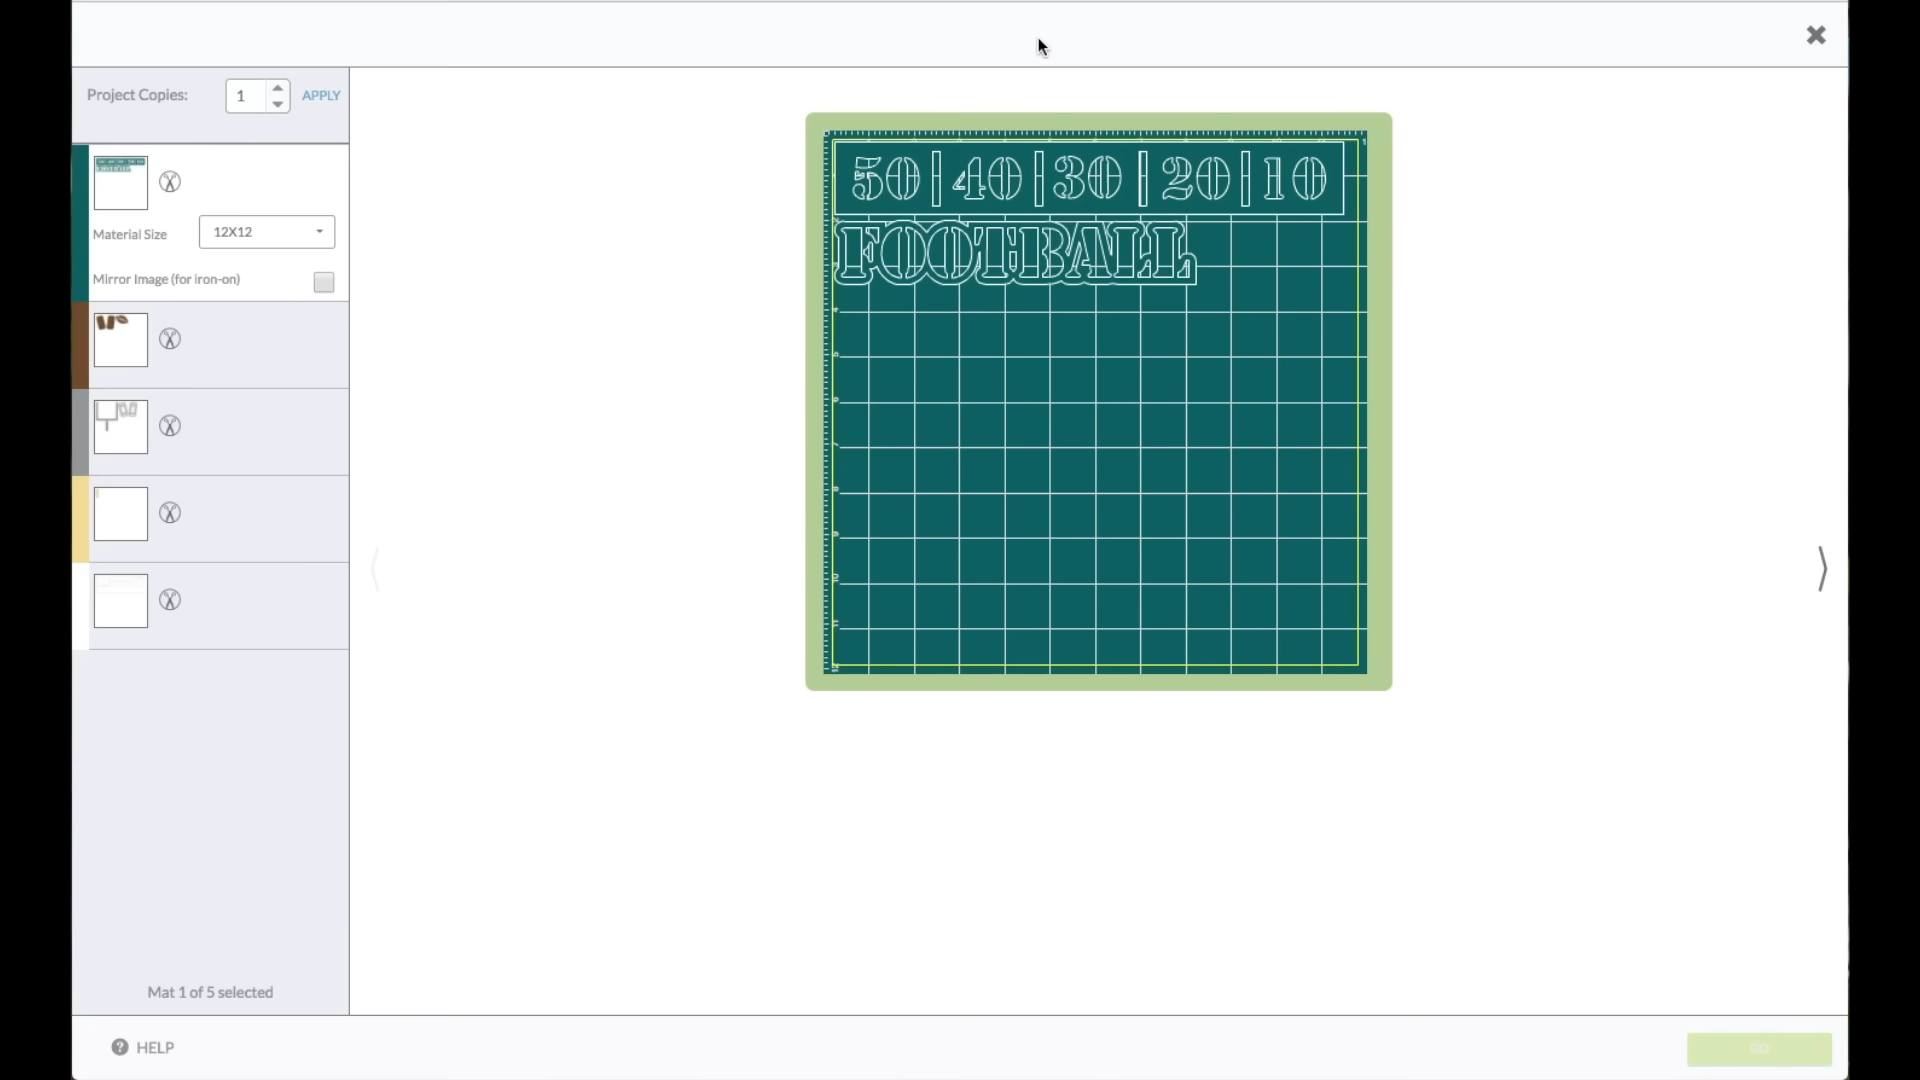 Project Copies: 1 APPLY
Material Size 12X12
Mirror Image (for iron-on)
50|40|30|20|10
FOOTBALL
Mat 1 of 5 selected
? HELP